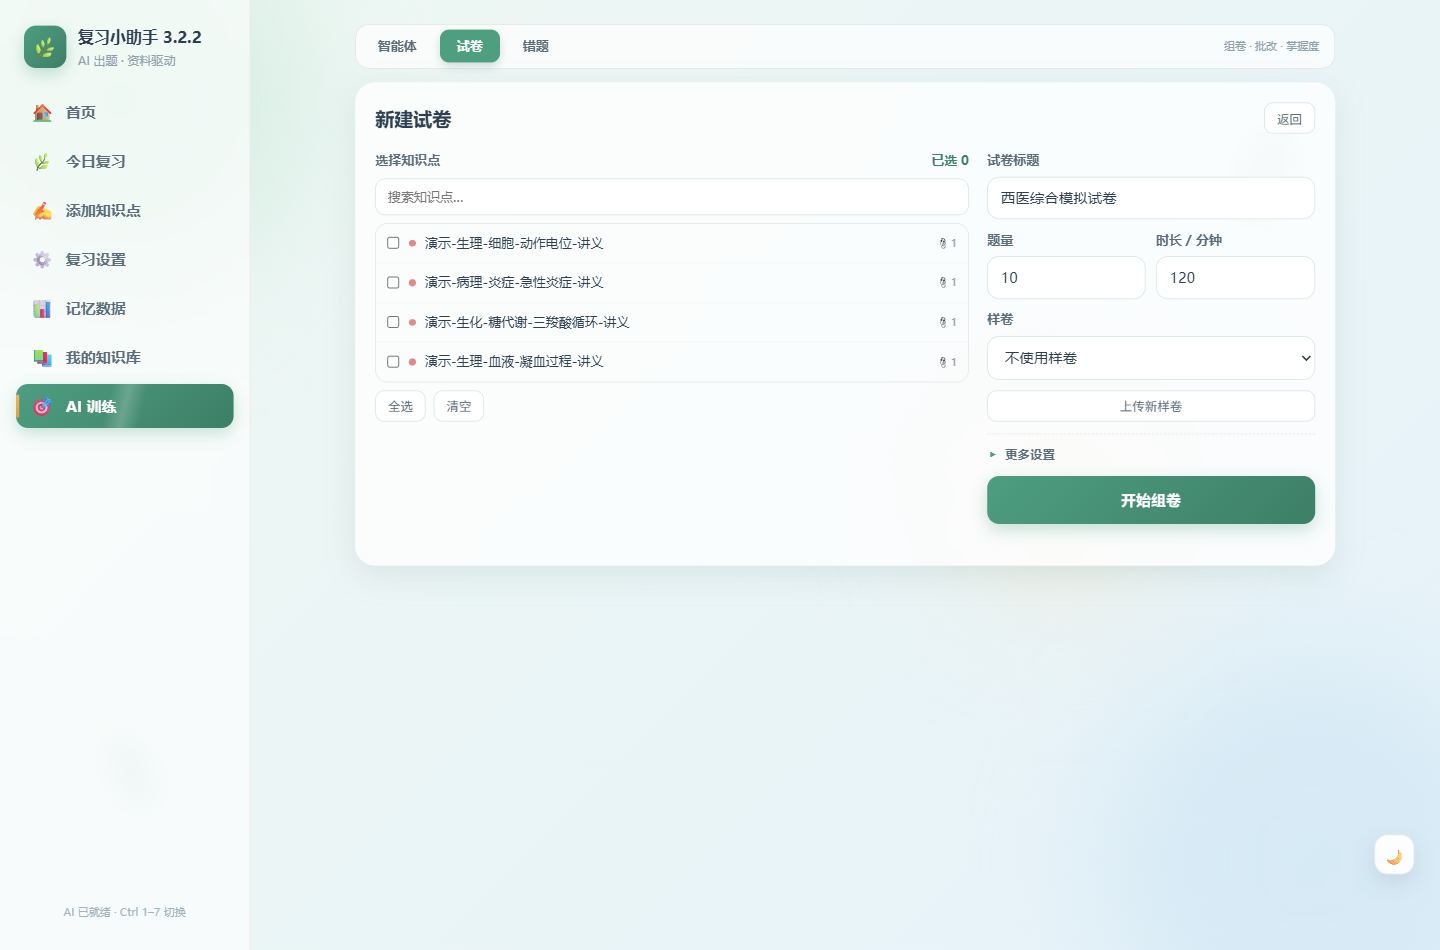 复习小助手 3.2.2
AI 出题 · 资料驱动
首页
今日复习
添加知识点
复习设置
记忆数据
我的知识库
AI 训练
AI 已就绪 · Ctrl 1–7 切换
智能体
试卷
错题
组卷 · 批改 · 掌握度
新建试卷
返回
选择知识点
已选 0
搜索知识点...
演示-生理-细胞-动作电位-讲义
1
演示-病理-炎症-急性炎症-讲义
1
演示-生化-糖代谢-三羧酸循环-讲义
1
演示-生理-血液-凝血过程-讲义
1
全选
清空
试卷标题
西医综合模拟试卷
题量
时长 / 分钟
10
120
样卷
不使用样卷
上传新样卷
更多设置
开始组卷